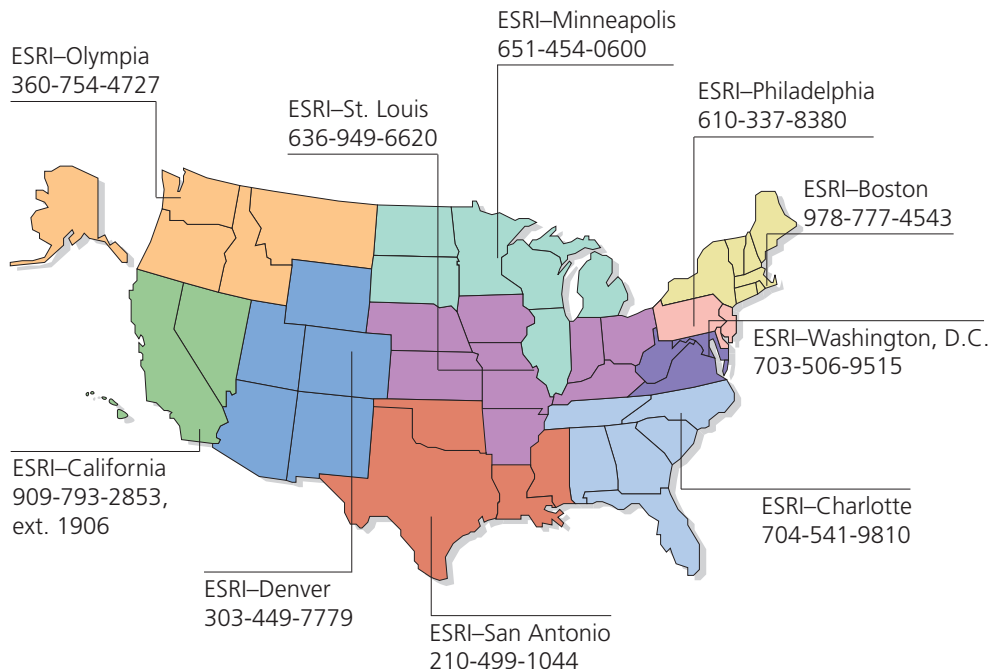 ESRI–Minneapolis
651-454-0600
ESRI–Olympia
360-754-4727
ESRI–St. Louis
636-949-6620
ESRI–Philadelphia
610-337-8380
ESRI–Boston
978-777-4543
ESRI–Washington, D.C.
703-506-9515
ESRI–California
909-793-2853,
ext. 1906
ESRI–Charlotte
704-541-9810
ESRI–Denver
303-449-7779
ESRI–San Antonio
210-499-1044